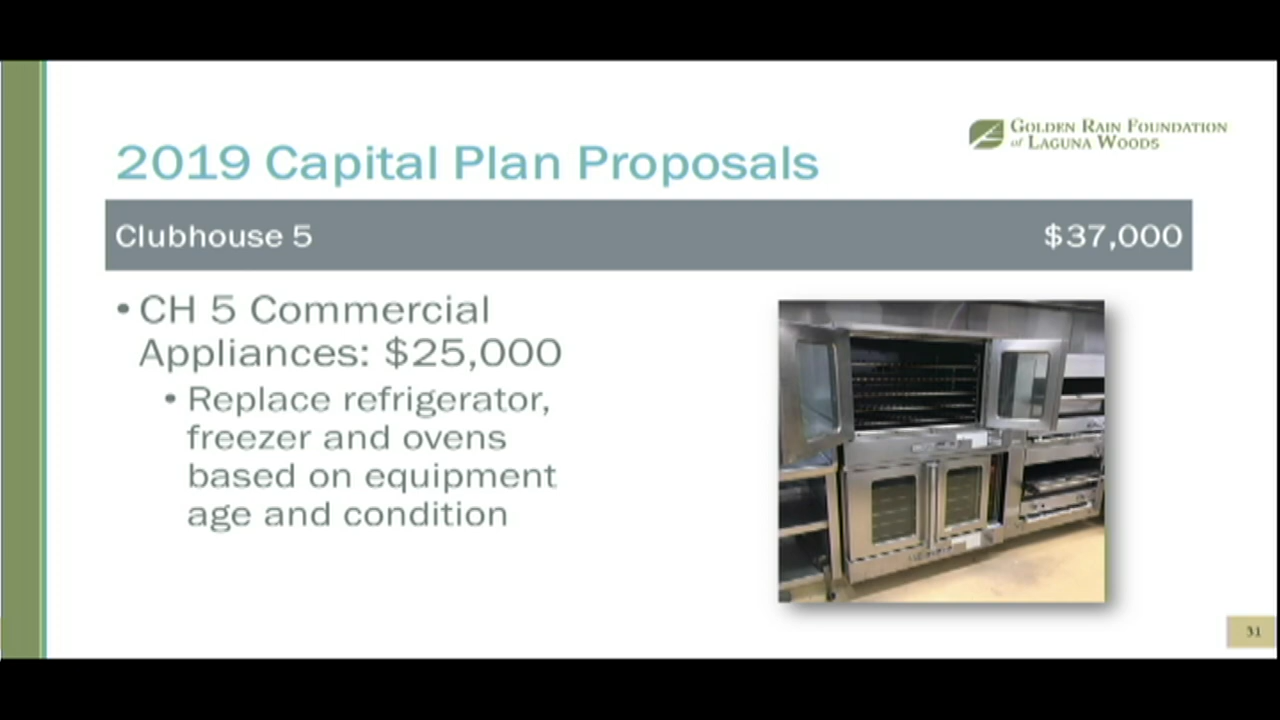 GOLDEN RAIN FOUNDATION
of LAGUNA WOODS
2019 Capital Plan Proposals
Clubhouse 5 $37,000
• CH 5 Commercial
Appliances: $25,000
• Replace refrigerator,
freezer and ovens
based on equipment
age and condition
31